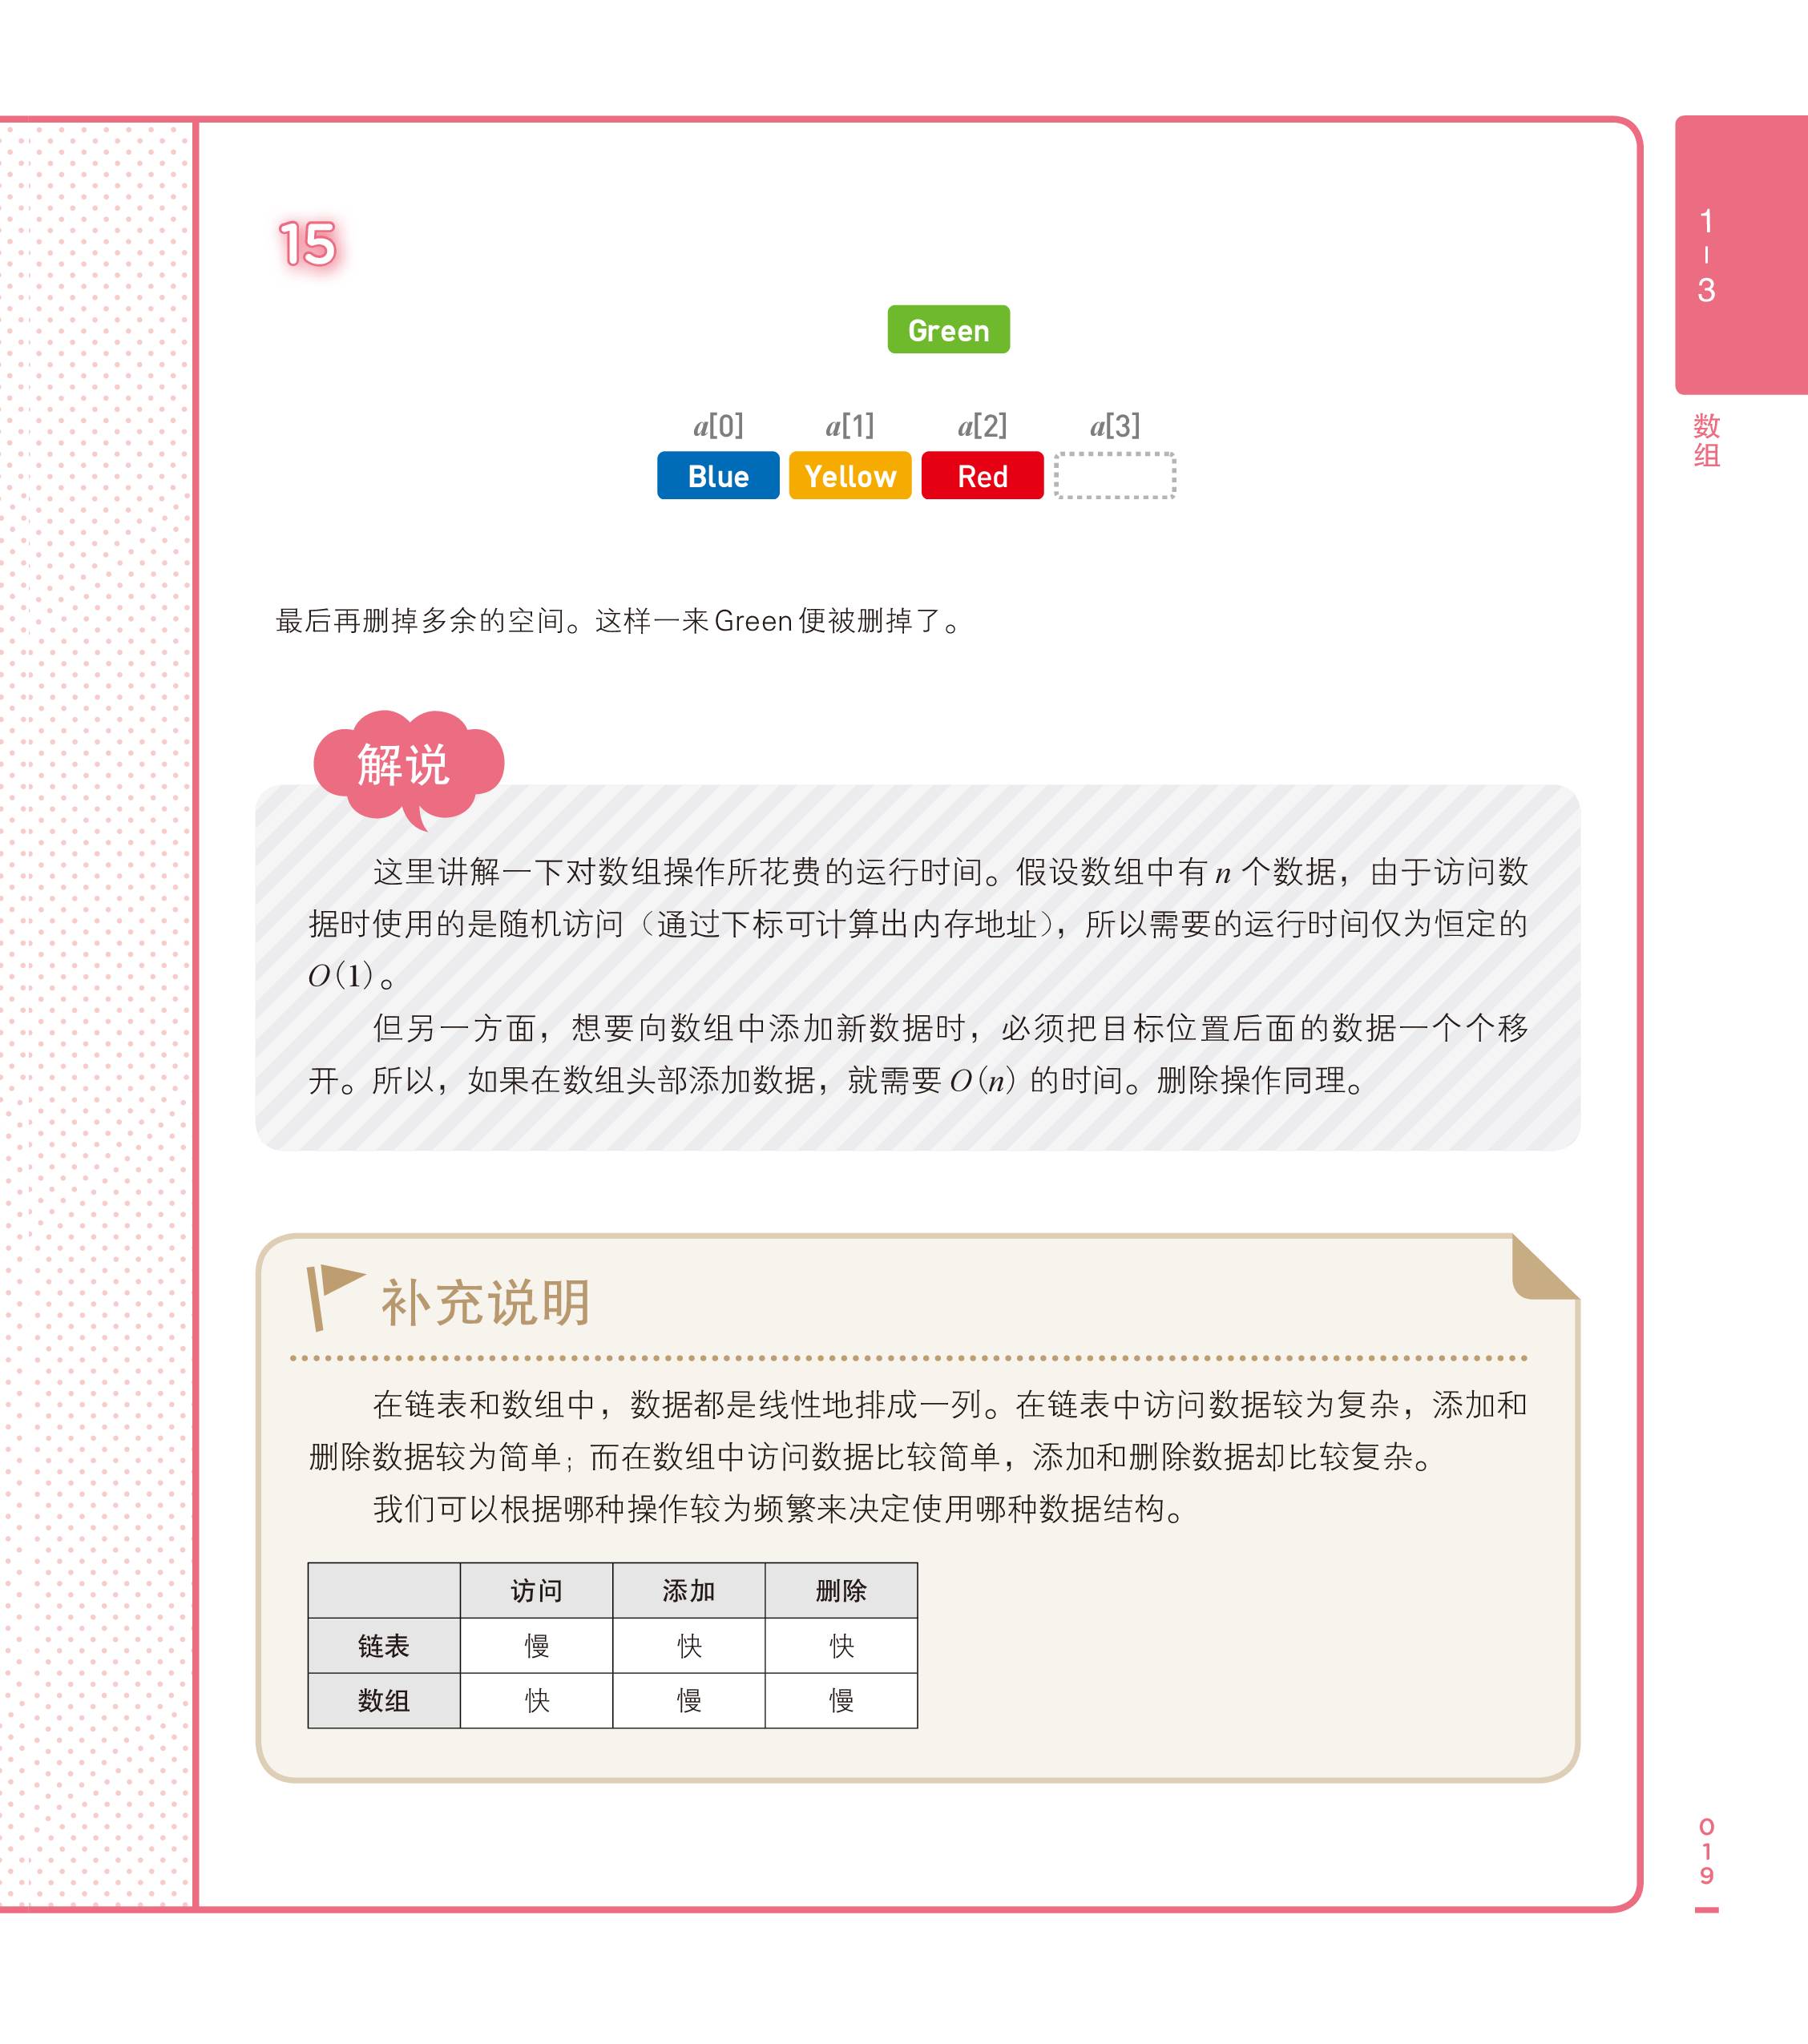 15
Green
a[0] a[1] a[2] a[3]
Blue Yellow Red
最后再删掉多余的空间。这样一来Green便被删掉了。
解说
这里讲解一下对数组操作所花费的运行时间。假设数组中有 n 个数据，由于访问数
据时使用的是随机访问（通过下标可计算出内存地址），所以需要的运行时间仅为恒定的
O(1)。
但另一方面，想要向数组中添加新数据时，必须把目标位置后面的数据一个个移
开。所以，如果在数组头部添加数据，就需要 O(n) 的时间。删除操作同理。
补充说明
在链表和数组中，数据都是线性地排成一列。在链表中访问数据较为复杂，添加和
删除数据较为简单；而在数组中访问数据比较简单，添加和删除数据却比较复杂。
我们可以根据哪种操作较为频繁来决定使用哪种数据结构。
访问 添加 删除
链表 慢 快 快
数组 快 慢 慢
1-3
数组
019